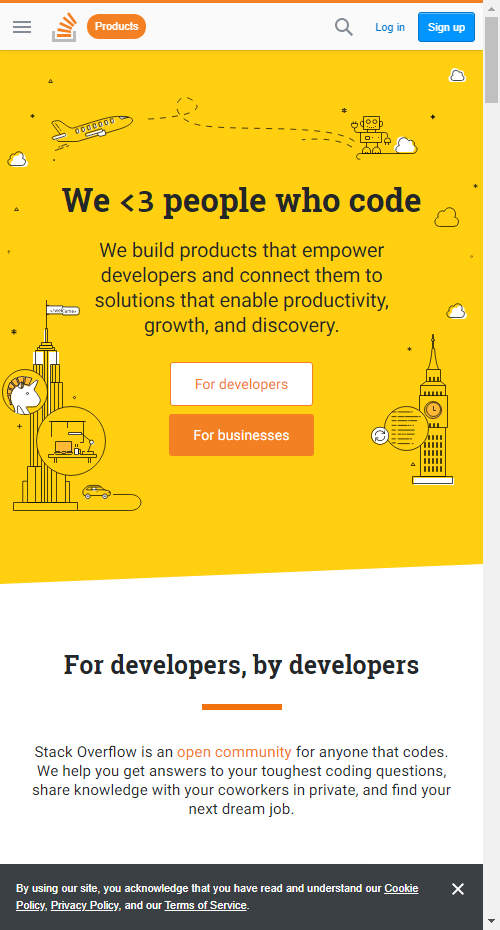 Products
Log in
Sign up
We <3 people who code
We build products that empower
developers and connect them to
solutions that enable productivity,
growth, and discovery.
For developers
For businesses
For developers, by developers
Stack Overflow is an open community for anyone that codes.
We help you get answers to your toughest coding questions,
share knowledge with your coworkers in private, and find your
next dream job.
By using our site, you acknowledge that you have read and understand our Cookie
Policy, Privacy Policy, and our Terms of Service.